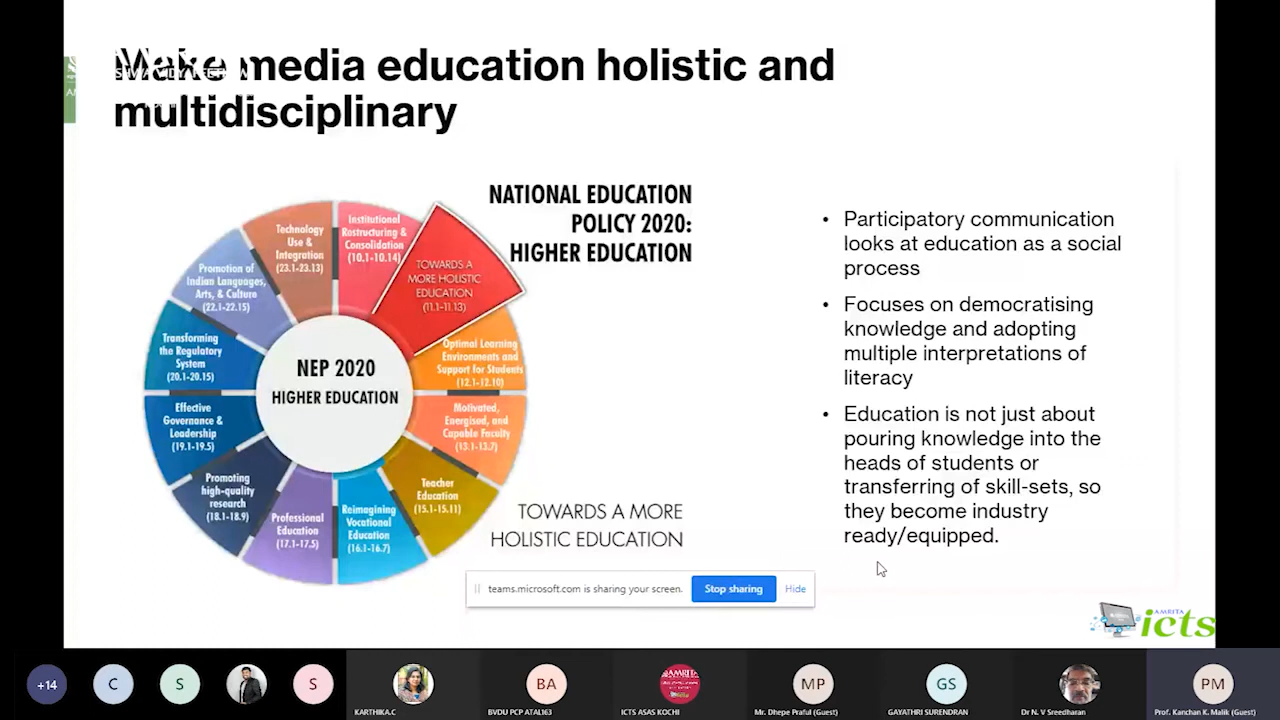 Make media education holistic and
multidisciplinary
NATIONAL EDUCATION
POLICY 2020:
HIGHER EDUCATION
Institutional
Restructuring &
Consolidation
(10.1-10.14)
TOWARDS A
MORE HOLISTIC
EDUCATION
(11.1-11.13)
Optimal Learning
Environments and
Support for Students
(12.1-12.10)
Motivated,
Energised, and
Capable Faculty
(13.1-13.7)
Teacher
Education
(15.1-15.11)
Reimagining
Vocational
Education
(16.1-16.7)
Professional
Education
(17.1-17.5)
Promoting
high-quality
research
(18.1-18.9)
Effective
Governance &
Leadership
(19.1-19.5)
Transforming
the Regulatory
System
(20.1-20.15)
Promotion of
Indian Languages,
Arts, & Culture
(22.1-22.15)
Technology
Use &
Integration
(23.1-23.13)
NEP 2020
HIGHER EDUCATION
TOWARDS A MORE
HOLISTIC EDUCATION
• Participatory communication
looks at education as a social
process
• Focuses on democratising
knowledge and adopting
multiple interpretations of
literacy
• Education is not just about
pouring knowledge into the
heads of students or
transferring of skill-sets, so
they become industry
ready/equipped.
teams.microsoft.com is sharing your screen. Stop sharing Hide
AMRITA
icts
+14 C S S BA MP GS PM
KARTHIKA.C
BVDU PCP ATAL163
ICTS ASAS KOCHI
Mr. Dhepe Praful (Guest)
GAYATHRI SURENDRAN
Dr N. V Sreedharan
Prof. Kanchan K. Malik (Guest)